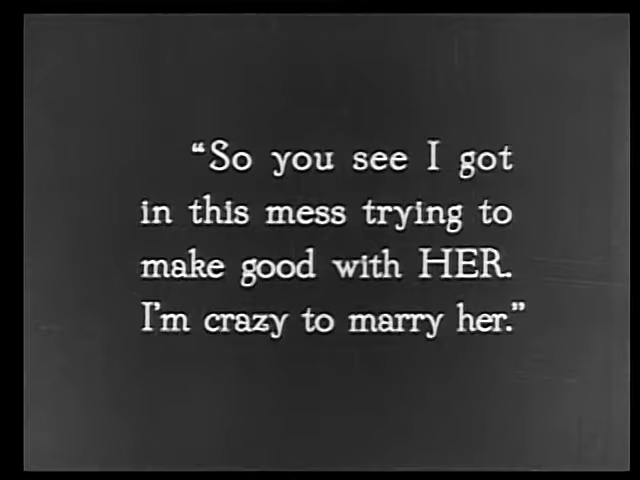 “So you see I got
in this mess trying to
make good with HER.
I'm crazy to marry her.”